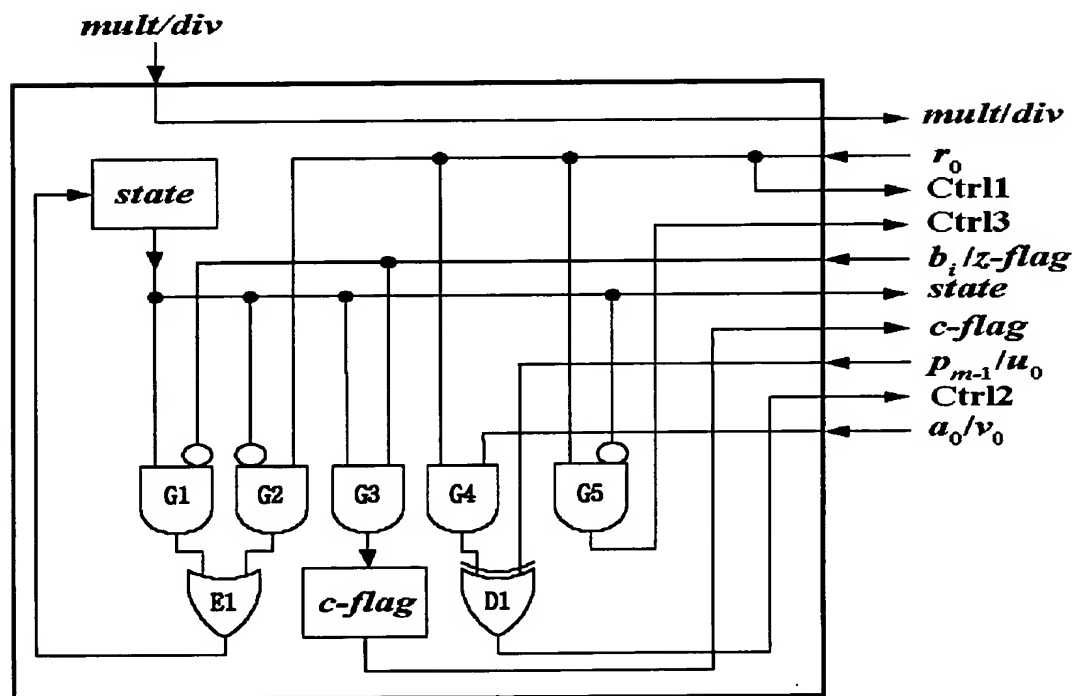 mult/div
mult/div
r₀
state
Ctrl1
Ctrl3
bᵢ/z-flag
state
c-flag
pₘ₋₁/u₀
Ctrl2
a₀/v₀
G1 G2 G3 G4 G5
E1 c-flag D1